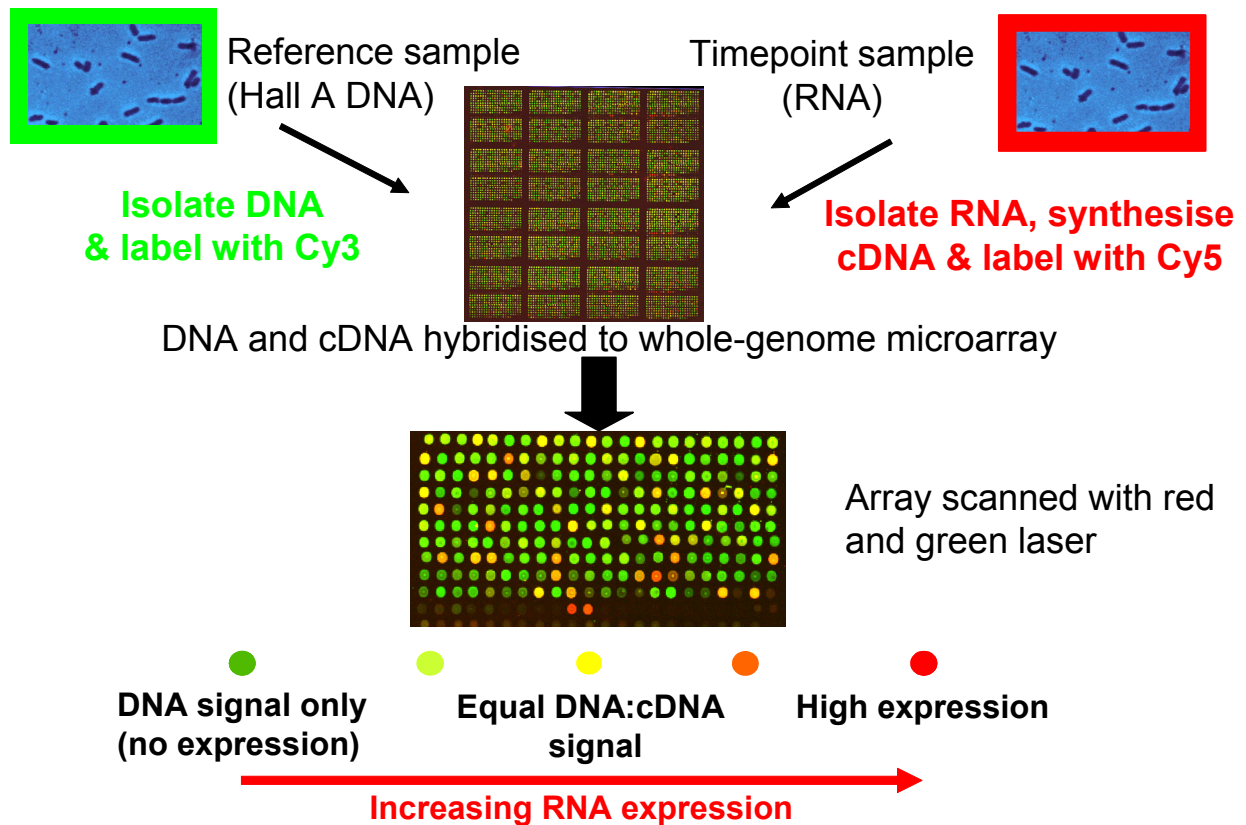 Reference sample
(Hall A DNA)
Timepoint sample
(RNA)
Isolate DNA
& label with Cy3
Isolate RNA, synthesise
cDNA & label with Cy5
DNA and cDNA hybridised to whole-genome microarray
Array scanned with red
and green laser
DNA signal only
(no expression)
Equal DNA:cDNA
signal
High expression
Increasing RNA expression